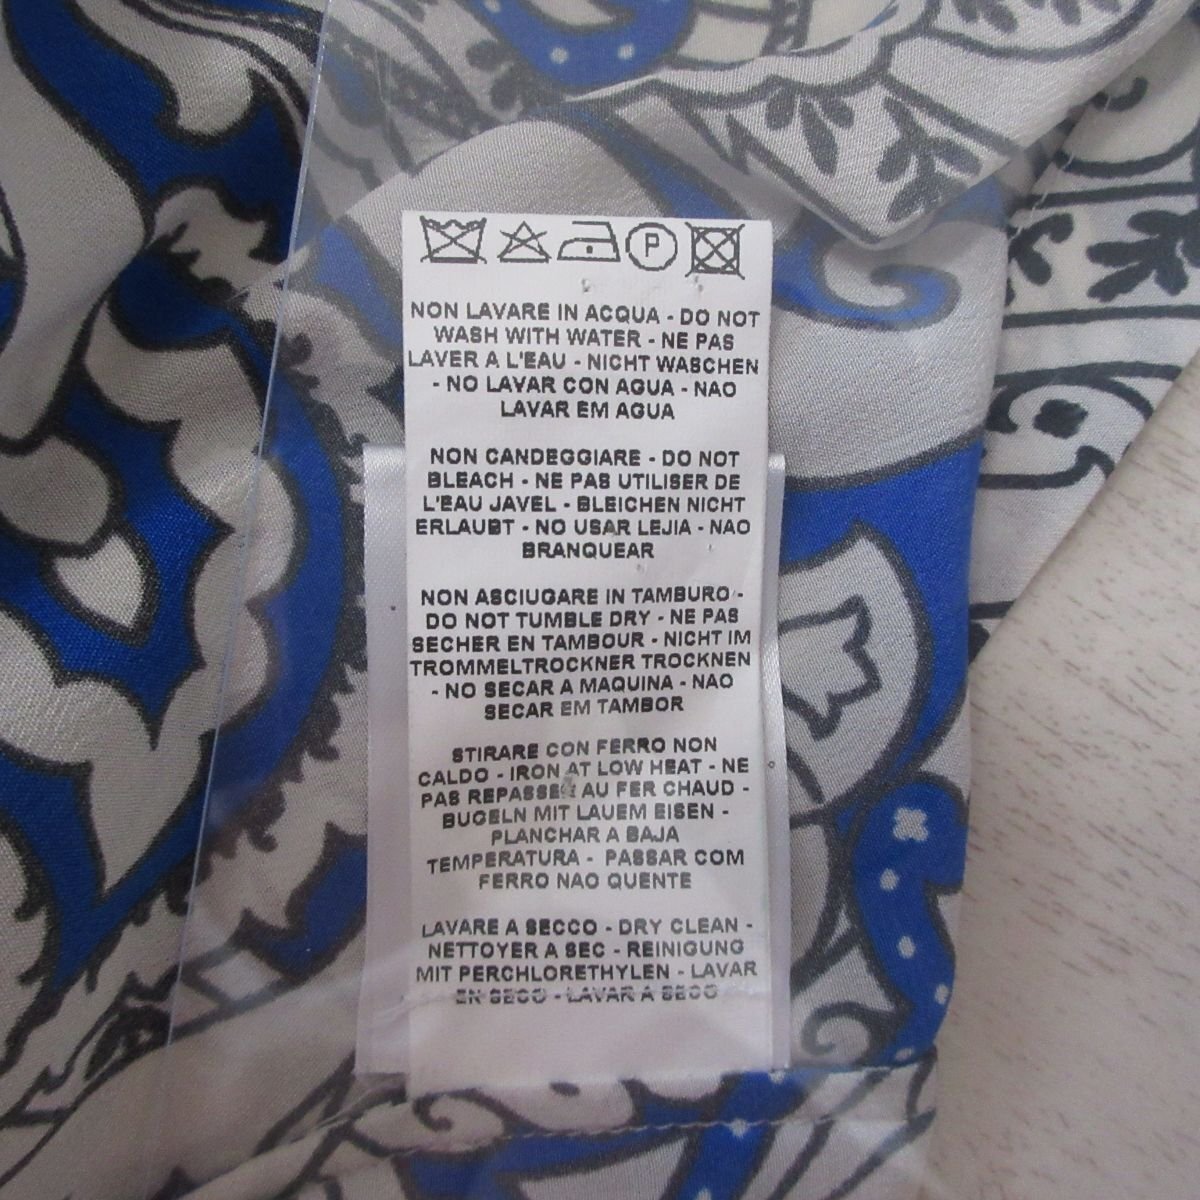 P
NON LAVARE IN ACQUA - DO NOT
WASH WITH WATER - NE PAS
LAVER A L'EAU - NICHT WASCHEN
- NO LAVAR CON AGUA - NAO
LAVAR EM AGUA
NON CANDEGGIARE - DO NOT
BLEACH - NE PAS UTILISER DE
L'EAU JAVEL - BLEICHEN NICHT
ERLAUBT - NO USAR LEJIA - NAO
BRANQUEAR
NON ASCIUGARE IN TAMBURO -
DO NOT TUMBLE DRY - NE PAS
SECHER EN TAMBOUR - NICHT IM
TROMMELTROCKNER TROCKNEN
- NO SECAR A MAQUINA - NAO
SECAR EM TAMBOR
STIRARE CON FERRO NON
CALDO - IRON AT LOW HEAT - NE
PAS REPASSER AU FER CHAUD -
BUGELN MIT LAUEM EISEN -
PLANCHAR A BAJA
TEMPERATURA - PASSAR COM
FERRO NAO QUENTE
LAVARE A SECCO - DRY CLEAN -
NETTOYER A SEC - REINIGUNG
MIT PERCHLORETHYLEN - LAVAR
EN SECO - LAVAR A SECO